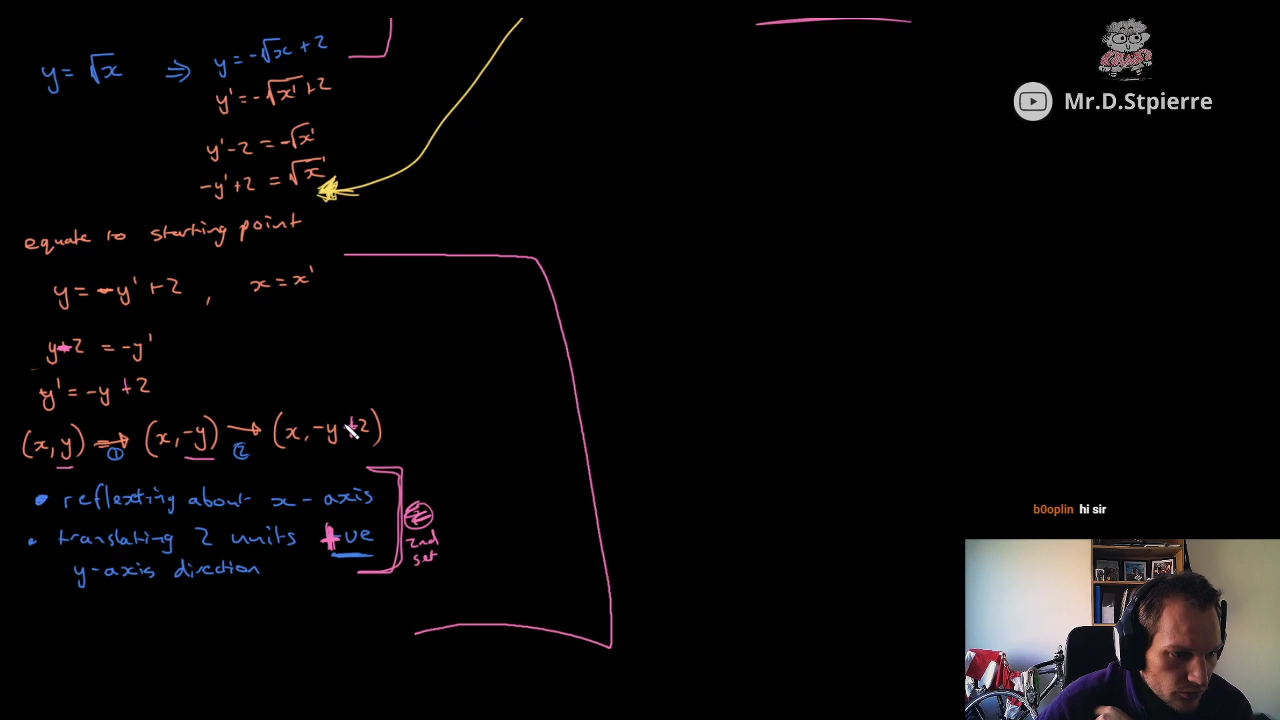 y = √x ⇒ y = -√x + 2
y' = -√x' + 2
y' - 2 = -√x'
-y' + 2 = √x'
equate to starting point
y = -y' + 2 , x = x'
y - 2 = -y'
y' = -y + 2
(x, y) → (x, -y) → (x, -y + 2)
① ②
• reflexting about x-axis
• translating 2 units +ve
y-axis direction
2nd
set
Mr.D.Stpierre
b0oplin hi sir